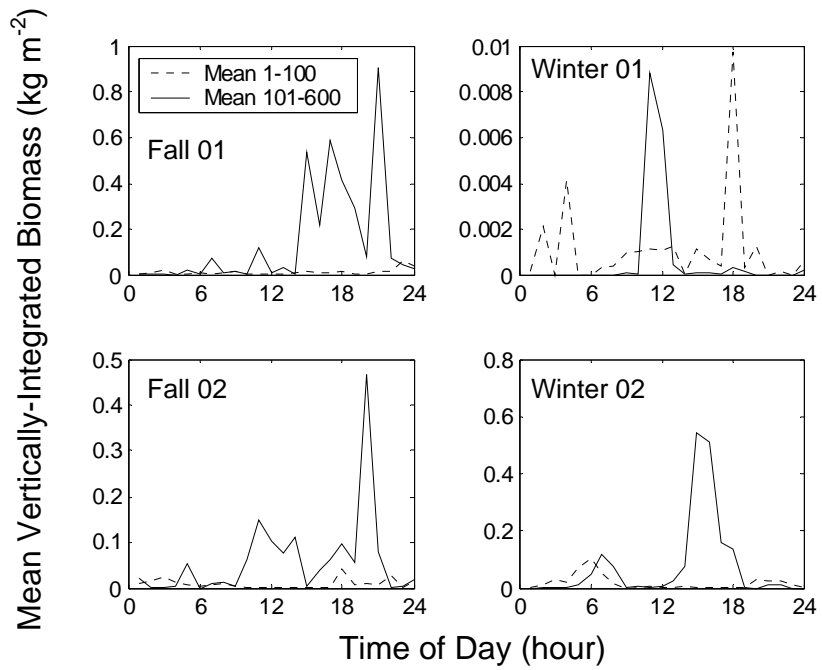 Mean Vertically-Integrated Biomass (kg m-2)
1
0.8
0.6
0.4
0.2
0
Mean 1-100
Mean 101-600
Fall 01
0 6 12 18 24
0.01
0.008
0.006
0.004
0.002
0
Winter 01
0 6 12 18 24
0.5
0.4
0.3
0.2
0.1
0
Fall 02
0 6 12 18 24
0.8
0.6
0.4
0.2
0
Winter 02
0 6 12 18 24
Time of Day (hour)